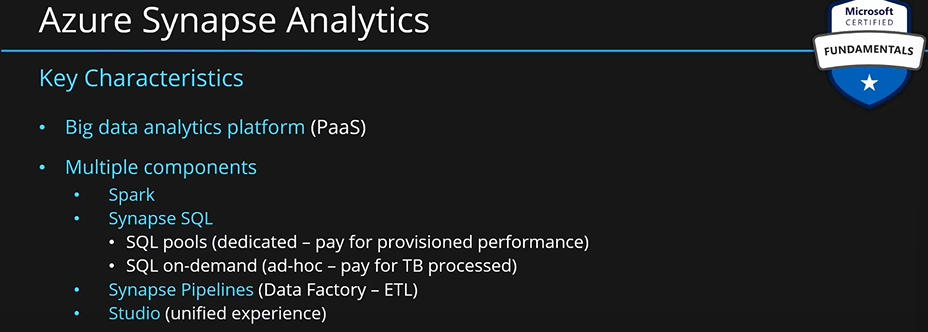 Azure Synapse Analytics
Microsoft
CERTIFIED
FUNDAMENTALS
Key Characteristics
• Big data analytics platform (PaaS)
• Multiple components
• Spark
• Synapse SQL
• SQL pools (dedicated – pay for provisioned performance)
• SQL on-demand (ad-hoc – pay for TB processed)
• Synapse Pipelines (Data Factory – ETL)
• Studio (unified experience)